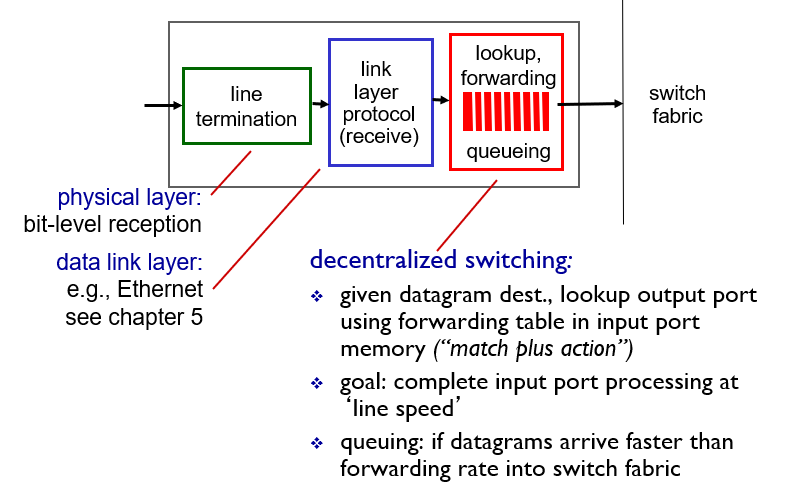 line
termination
link
layer
protocol
(receive)
lookup,
forwarding
queueing
switch
fabric
physical layer:
bit-level reception
data link layer:
e.g., Ethernet
see chapter 5
decentralized switching:
❖ given datagram dest., lookup output port
using forwarding table in input port
memory (“match plus action”)
❖ goal: complete input port processing at
‘line speed’
❖ queuing: if datagrams arrive faster than
forwarding rate into switch fabric